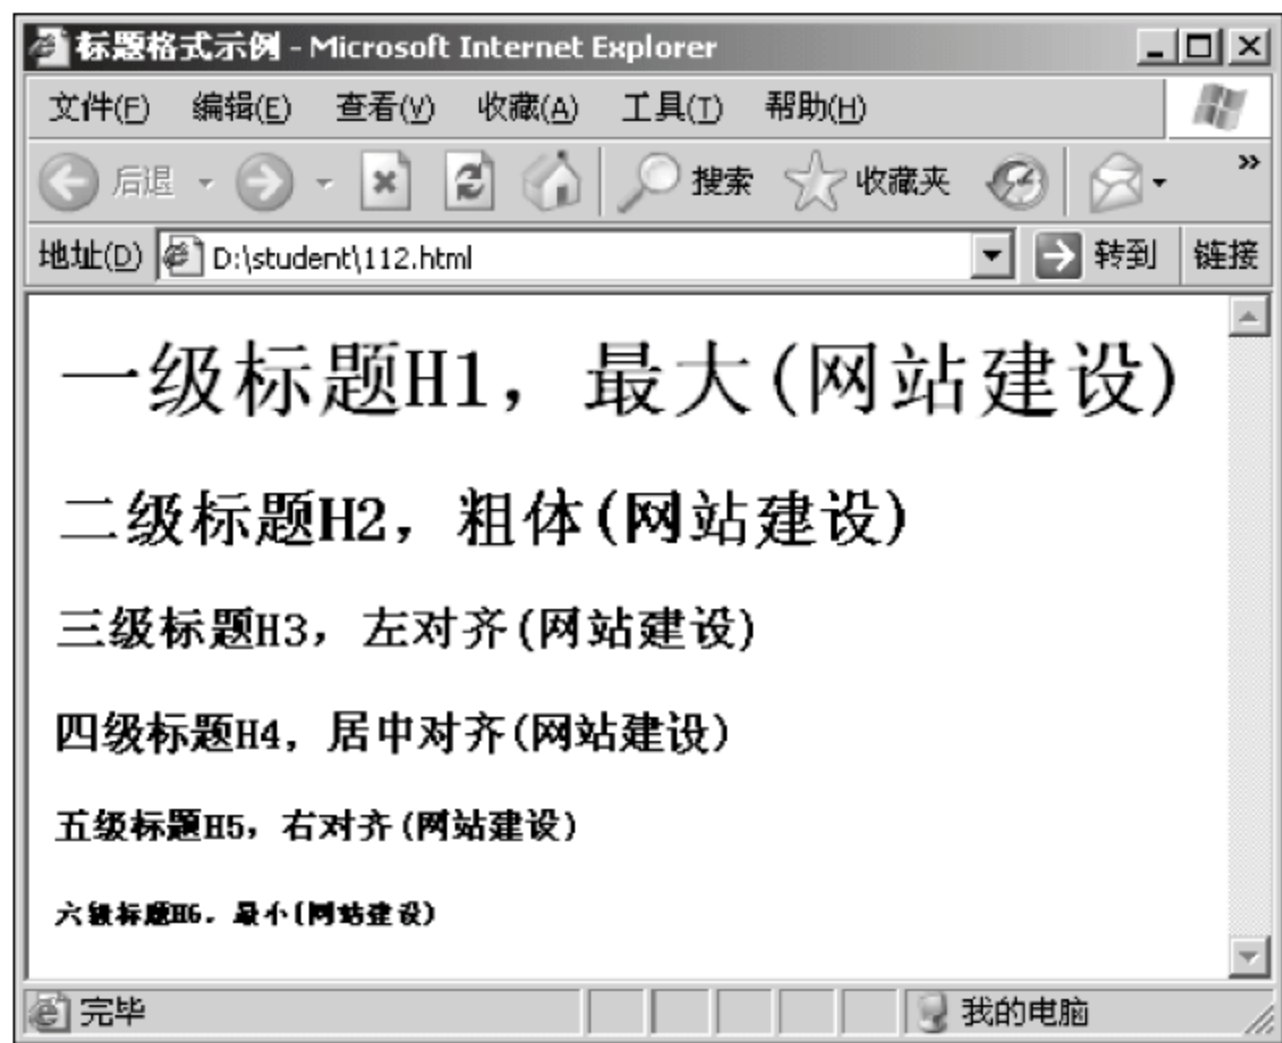 标题格式示例 - Microsoft Internet Explorer
文件(F) 编辑(E) 查看(V) 收藏(A) 工具(T) 帮助(H)
后退 搜索 收藏夹 »
地址(D) D:\student\112.html 转到 链接
一级标题H1，最大(网站建设)
二级标题H2，粗体(网站建设)
三级标题H3，左对齐(网站建设)
四级标题H4，居中对齐(网站建设)
五级标题H5，右对齐(网站建设)
六级标题H6，最小(网站建设)
完毕 我的电脑